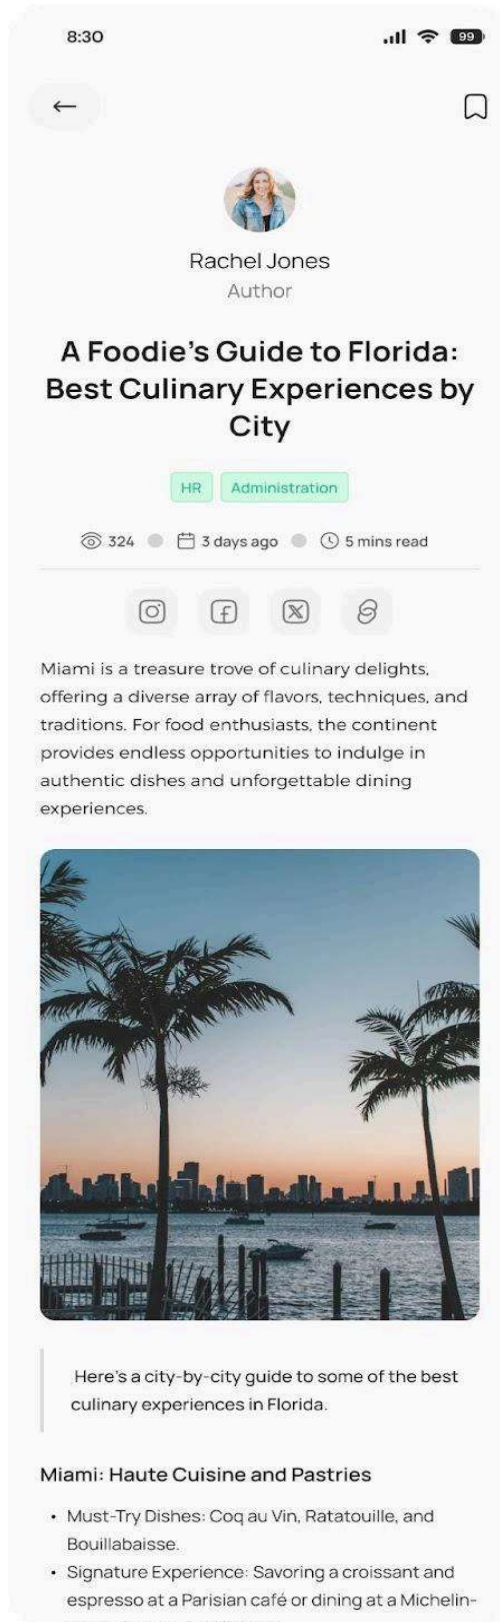 8:30
99
Rachel Jones
Author
A Foodie's Guide to Florida:
Best Culinary Experiences by
City
HR Administration
324 3 days ago 5 mins read
Miami is a treasure trove of culinary delights,
offering a diverse array of flavors, techniques, and
traditions. For food enthusiasts, the continent
provides endless opportunities to indulge in
authentic dishes and unforgettable dining
experiences.
Here's a city-by-city guide to some of the best
culinary experiences in Florida.
Miami: Haute Cuisine and Pastries
• Must-Try Dishes: Coq au Vin, Ratatouille, and
Bouillabaisse.
• Signature Experience: Savoring a croissant and
espresso at a Parisian café or dining at a Michelin-